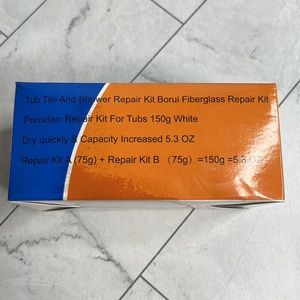 Tub Tile And Shower Repair Kit Borui Fiberglass Repair Kit
Porcelain Repair Kit For Tubs 150g White
Dry quickly & Capacity Increased 5.3 OZ
Repair Kit A (75g) + Repair Kit B （75g）=150g =5.3 OZ